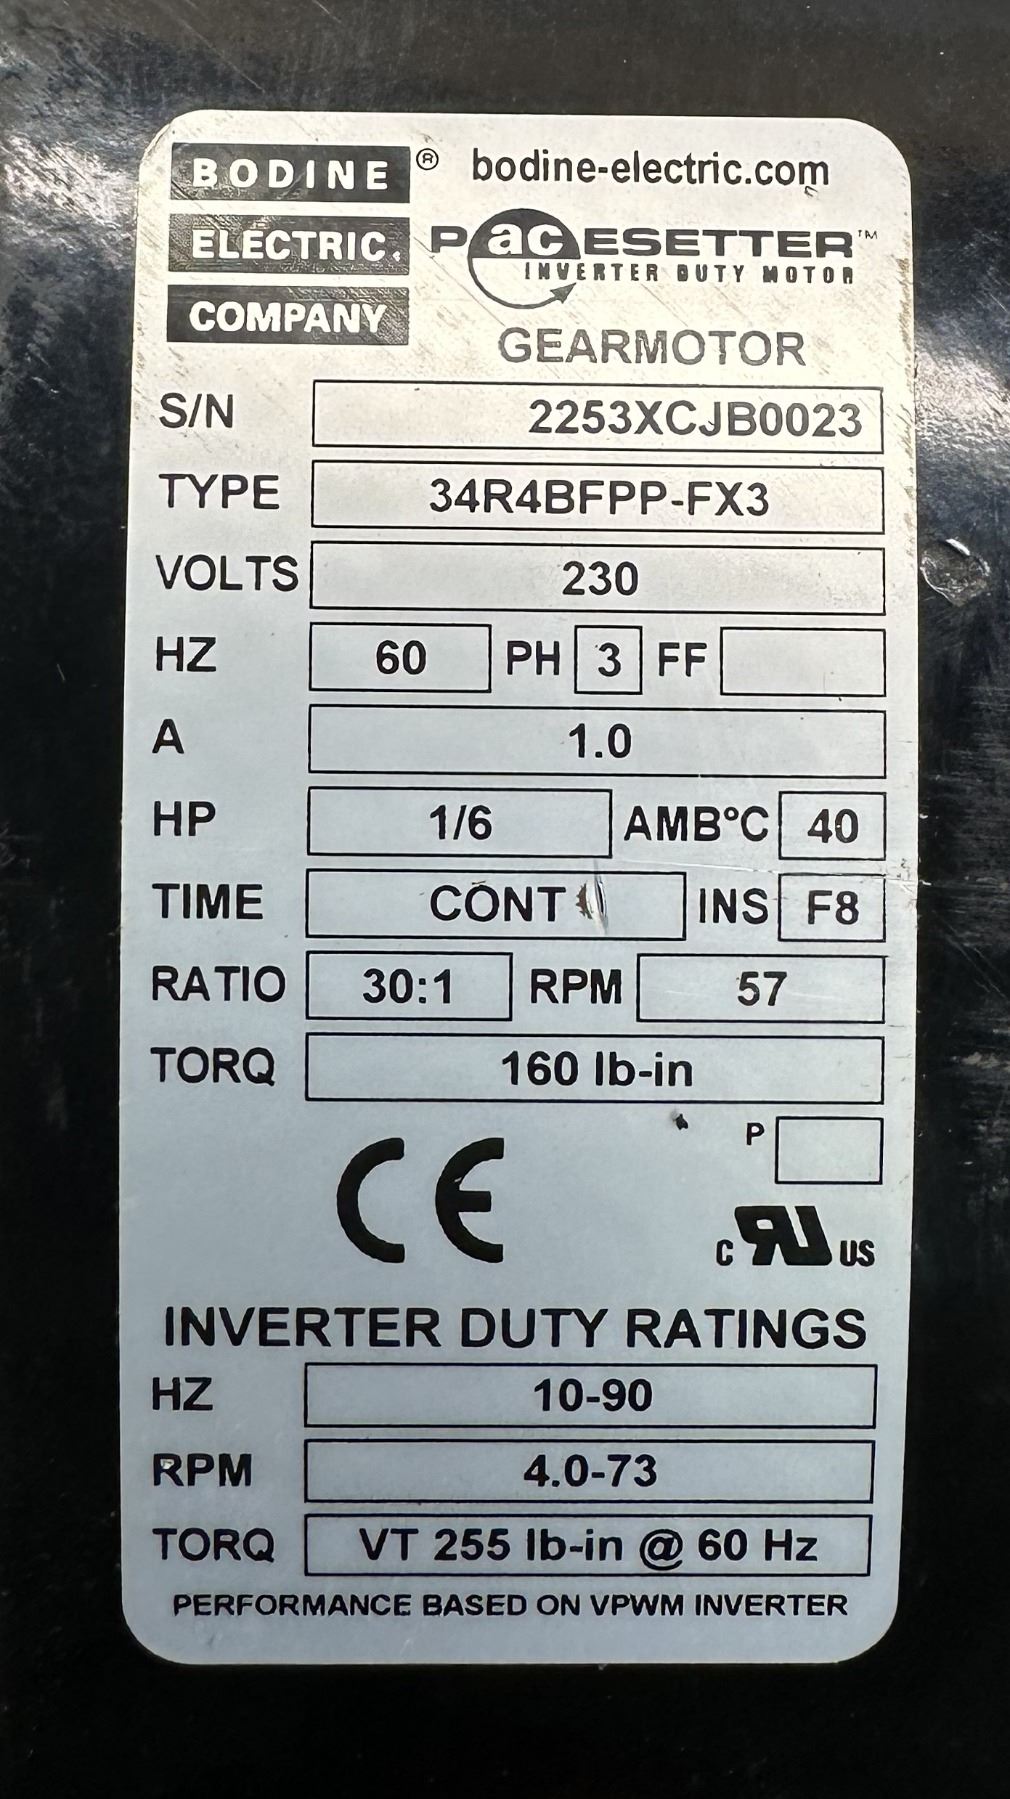 BODINE ® bodine-electric.com
ELECTRIC. PacESETTER™
INVERTER DUTY MOTOR
COMPANY
GEARMOTOR
S/N 2253XCJB0023
TYPE 34R4BFPP-FX3
VOLTS 230
HZ 60 PH 3 FF
A 1.0
HP 1/6 AMB°C 40
TIME CONT INS F8
RATIO 30:1 RPM 57
TORQ 160 lb-in
P
CE
c RU US
INVERTER DUTY RATINGS
HZ 10-90
RPM 4.0-73
TORQ VT 255 lb-in @ 60 Hz
PERFORMANCE BASED ON VPWM INVERTER